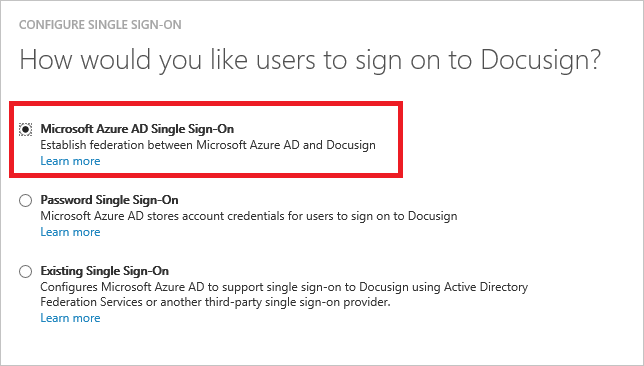 CONFIGURE SINGLE SIGN-ON
How would you like users to sign on to Docusign?
Microsoft Azure AD Single Sign-On
Establish federation between Microsoft Azure AD and Docusign
Learn more
Password Single Sign-On
Microsoft Azure AD stores account credentials for users to sign on to Docusign
Learn more
Existing Single Sign-On
Configures Microsoft Azure AD to support single sign-on to Docusign using Active Directory
Federation Services or another third-party single sign-on provider.
Learn more